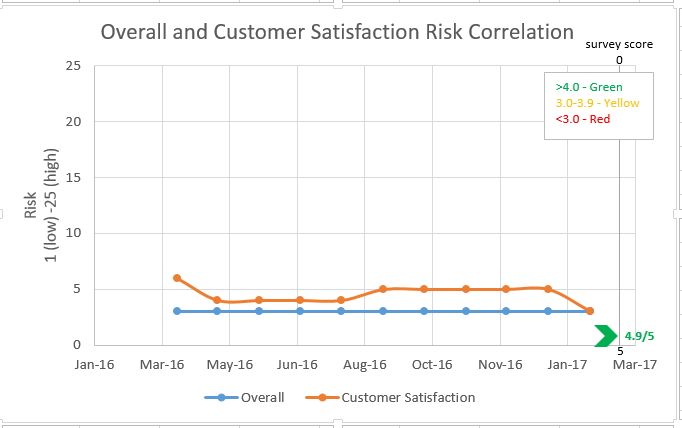 Overall and Customer Satisfaction Risk Correlation
survey score
0
>4.0 - Green
3.0-3.9 - Yellow
<3.0 - Red
Risk
1 (low) -25 (high)
25
20
15
10
5
0
4.9/5
5
Jan-16 Mar-16 May-16 Jun-16 Aug-16 Oct-16 Nov-16 Jan-17 Mar-17
Overall Customer Satisfaction